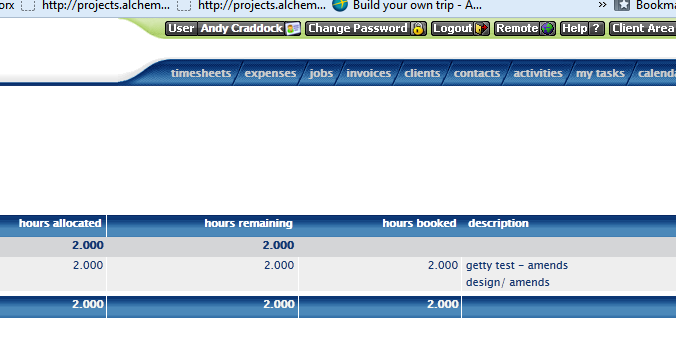 orx http://projects.alchem... http://projects.alchem... Build your own trip - A... » Bookma
User Andy Craddock Change Password Logout Remote Help ? Client Area
timesheets expenses jobs invoices clients contacts activities my tasks calenda
hours allocated hours remaining hours booked description
2.000 2.000
2.000 2.000 2.000 getty test - amends
design/ amends
2.000 2.000 2.000